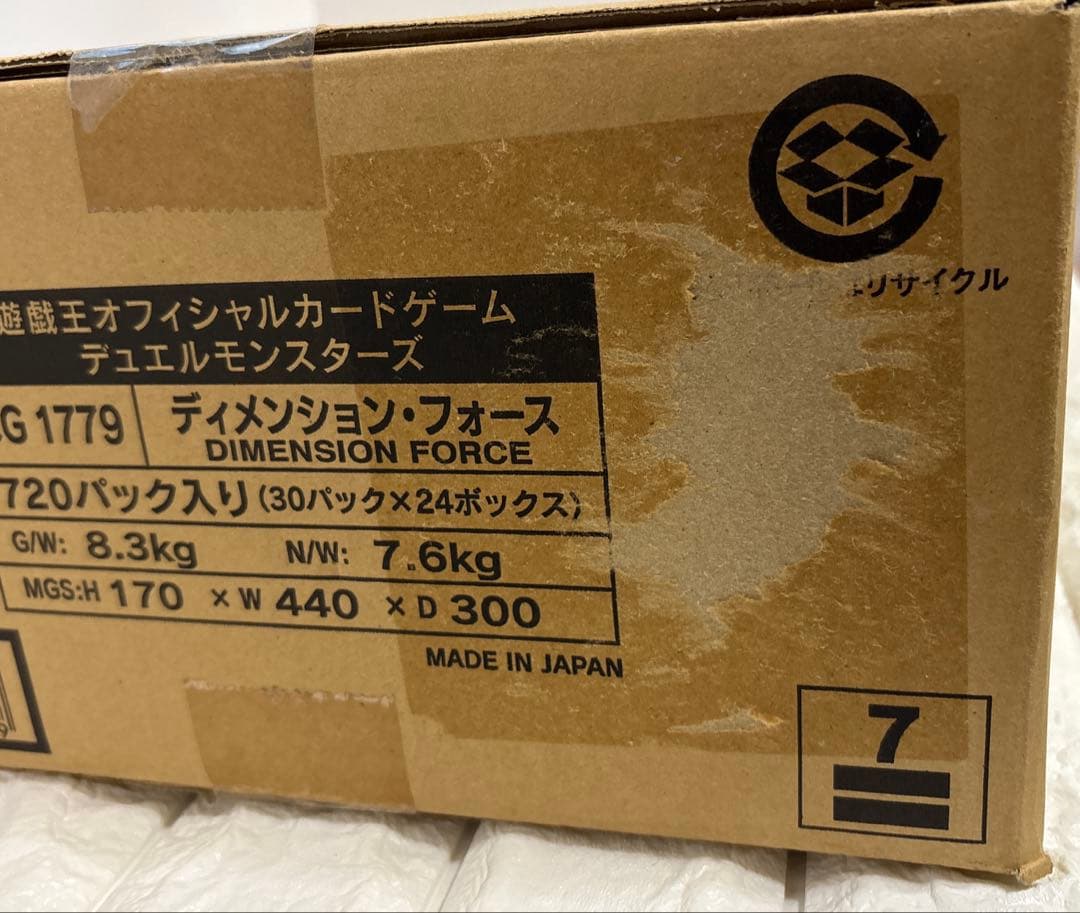 リサイクル
遊戯王オフィシャルカードゲーム
デュエルモンスターズ
G 1779
ディメンション・フォース
DIMENSION FORCE
720パック入り(30パック×24ボックス)
G/W: 8.3kg N/W: 7.6kg
MGS:H 170 × W 440 × D 300
MADE IN JAPAN
7
9